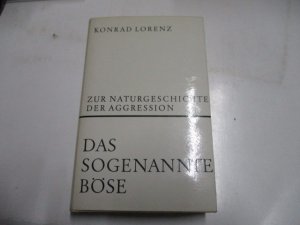 KONRAD LORENZ
ZUR NATURGESCHICHTE
DER AGGRESSION
DAS
SOGENANNTE
BÖSE